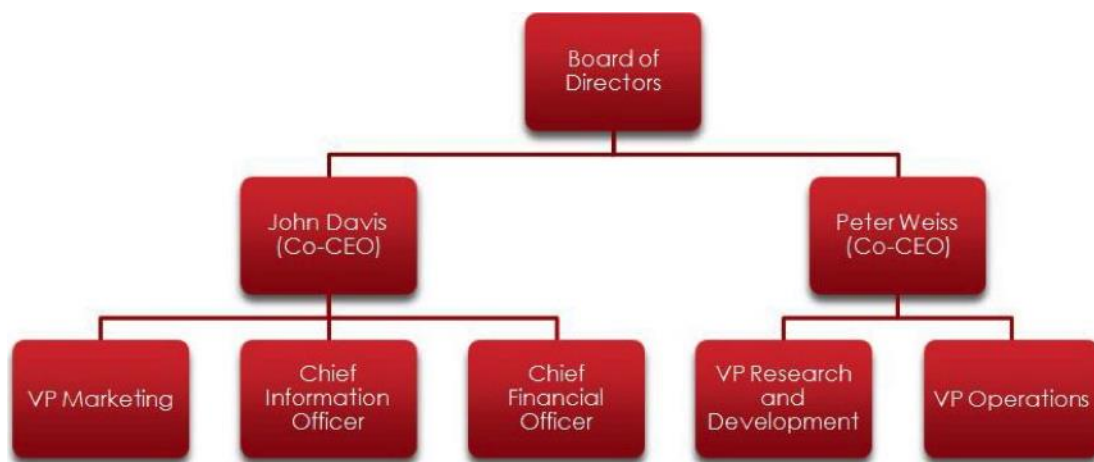 Board of
Directors
John Davis
(Co-CEO)
Peter Weiss
(Co-CEO)
VP Marketing
Chief
Information
Officer
Chief
Financial
Officer
VP Research
and
Development
VP Operations